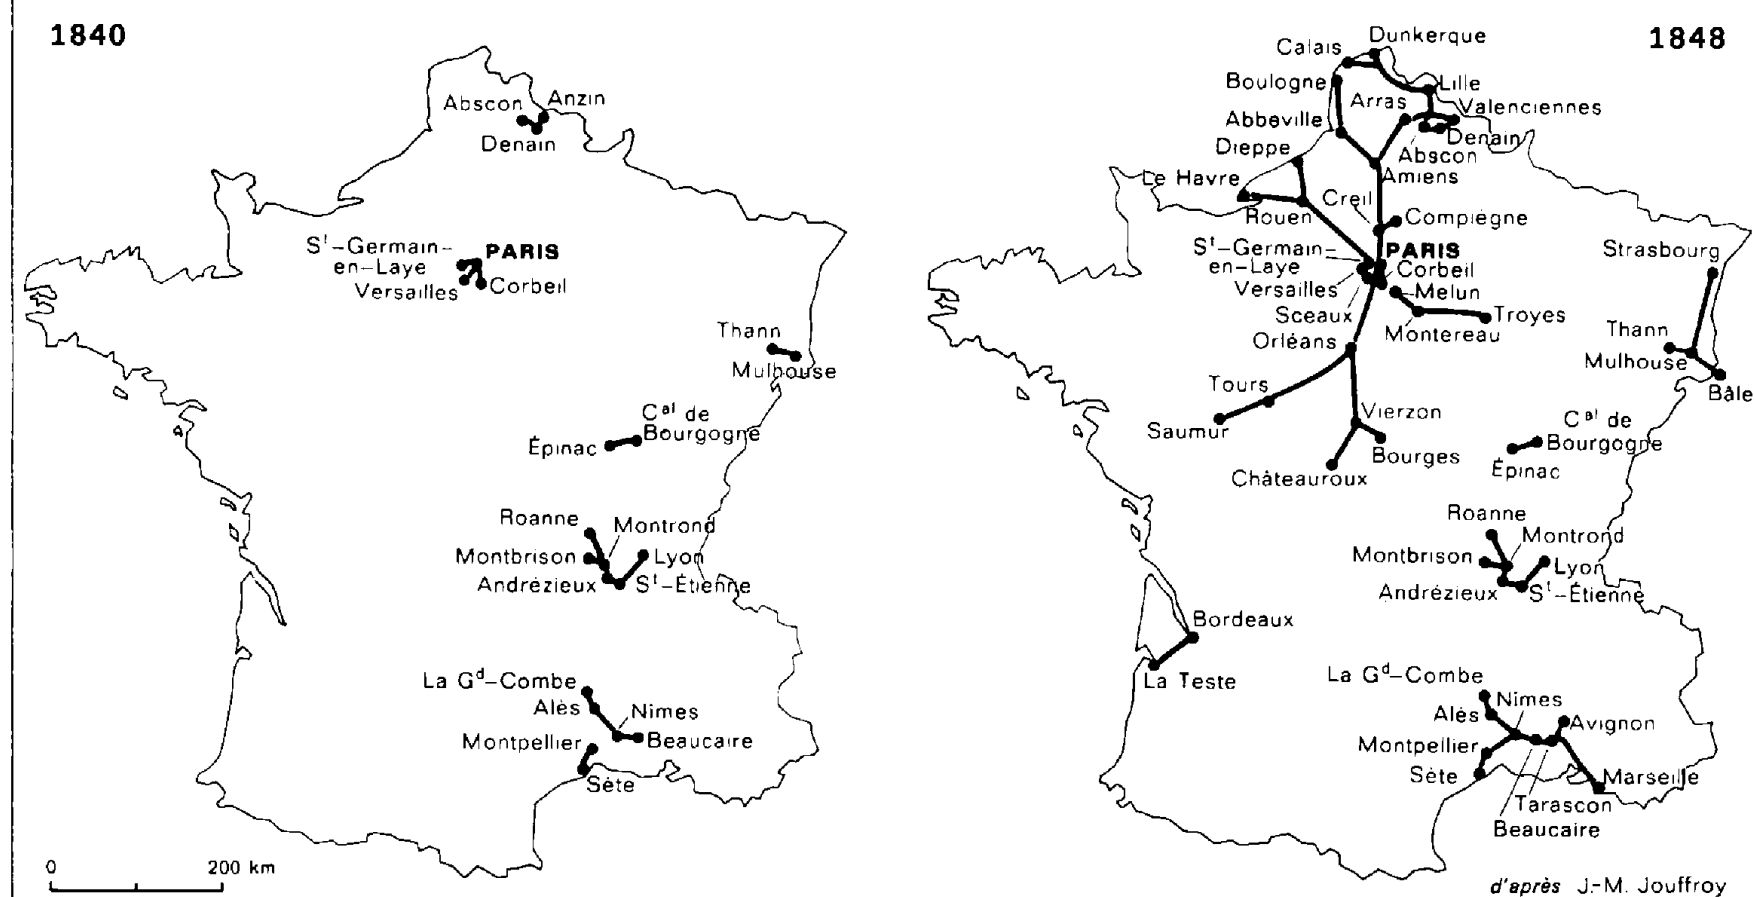 1840
Abscon
Anzin
Denain
St-Germain-
en-Laye
PARIS
Versailles
Corbeil
Thann
Mulhouse
Cal de
Bourgogne
Épinac
Roanne
Montrond
Montbrison
Lyon
Andrézieux
St-Étienne
La Gd-Combe
Alès
Nîmes
Montpellier
Beaucaire
Sète
0
200 km
1848
Dunkerque
Calais
Boulogne
Lille
Arras
Valenciennes
Abbeville
Denain
Dieppe
Abscon
Amiens
Le Havre
Creil
Rouen
Compiègne
St-Germain-
en-Laye
PARIS
Strasbourg
Corbeil
Versailles
Melun
Sceaux
Troyes
Montereau
Orléans
Thann
Mulhouse
Bâle
Tours
Vierzon
Saumur
Bourges
Châteauroux
Cal de
Bourgogne
Épinac
Roanne
Montrond
Montbrison
Lyon
Andrézieux
St-Étienne
Bordeaux
La Teste
La Gd-Combe
Nîmes
Alès
Avignon
Montpellier
Sète
Marseille
Tarascon
Beaucaire
d'après J.-M. Jouffroy